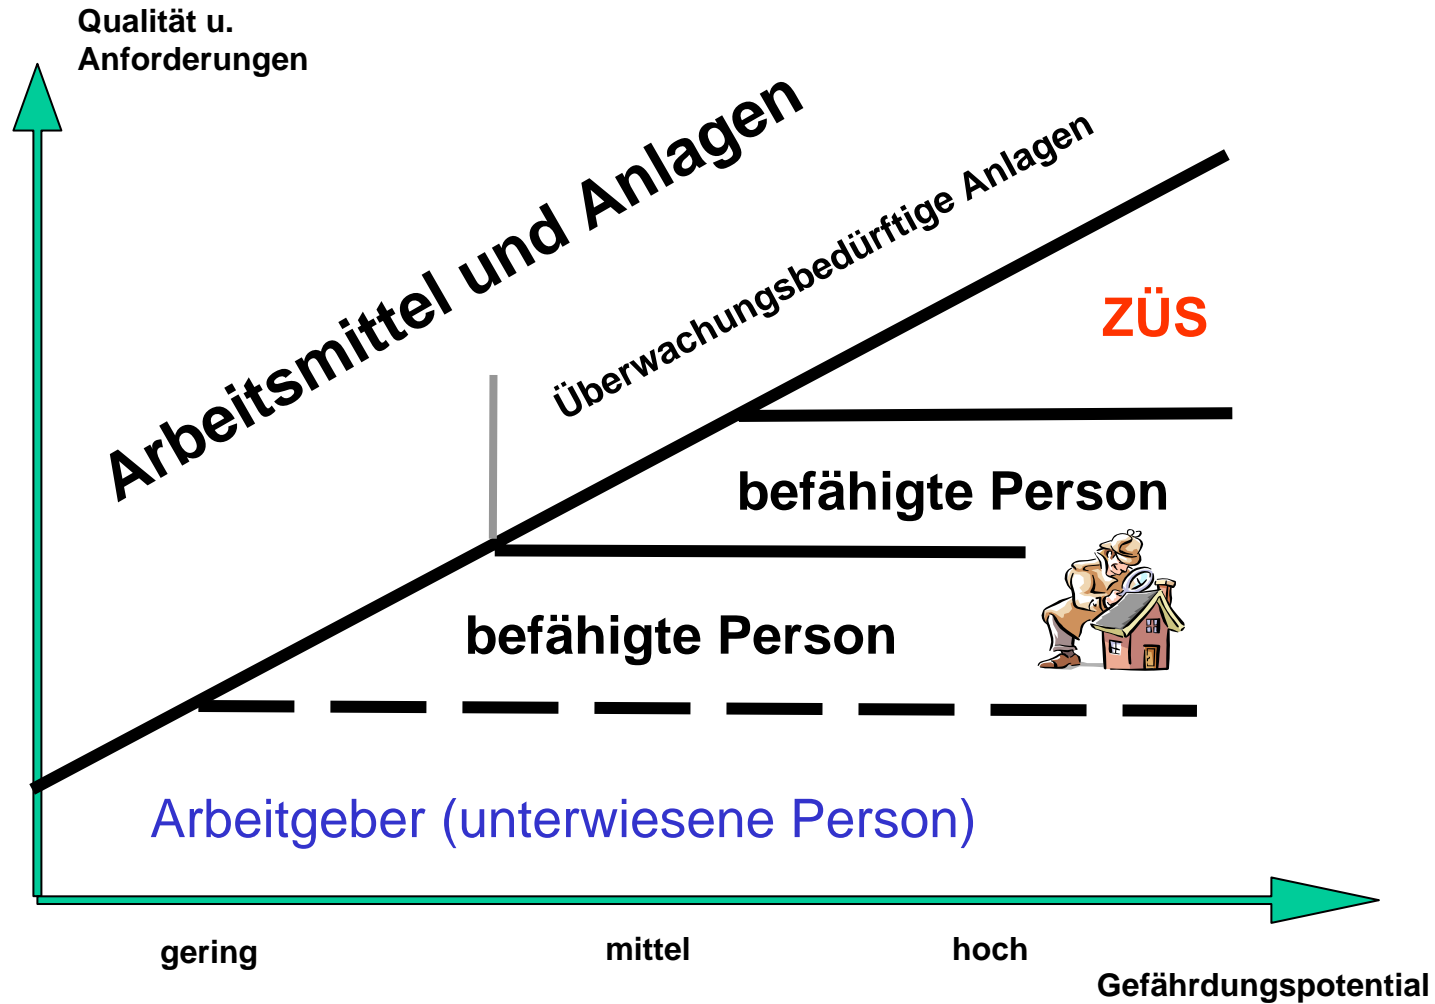 Qualität u.
Anforderungen
Arbeitsmittel und Anlagen
Überwachungsbedürftige Anlagen
ZÜS
befähigte Person
befähigte Person
Arbeitgeber (unterwiesene Person)
gering
mittel
hoch
Gefährdungspotential